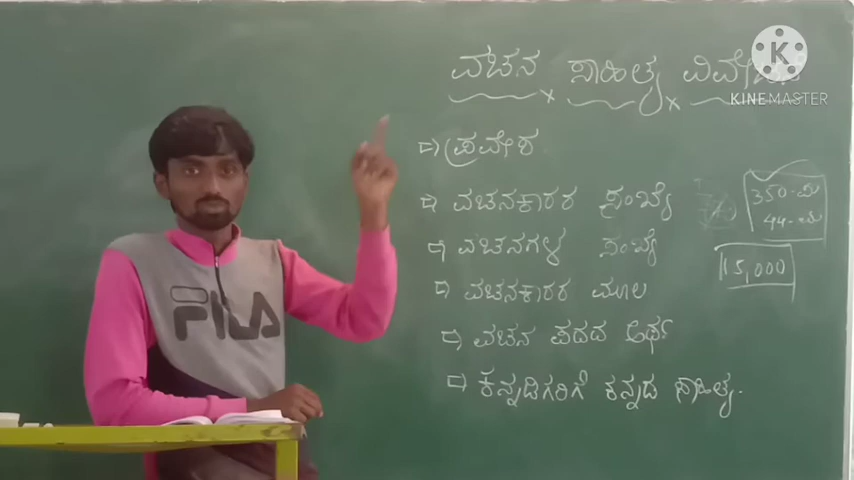 ವಚನ ಸಾಹಿತ್ಯ
KINEMASTER
ಪ್ರವೇಶ
ವಚನಕಾರರ ಸಂಖ್ಯೆ
350-ಮಿ
44-ಮ
ವಚನಗಳ ಸಂಖ್ಯೆ
15,000
ವಚನಕಾರರ ಮೂಲ
ವಚನ ಪದದ ಅರ್ಥ
ಕನ್ನಡಿಗರಿಗೆ ಕನ್ನಡ ಸಾಹಿತ್ಯ.
FILA